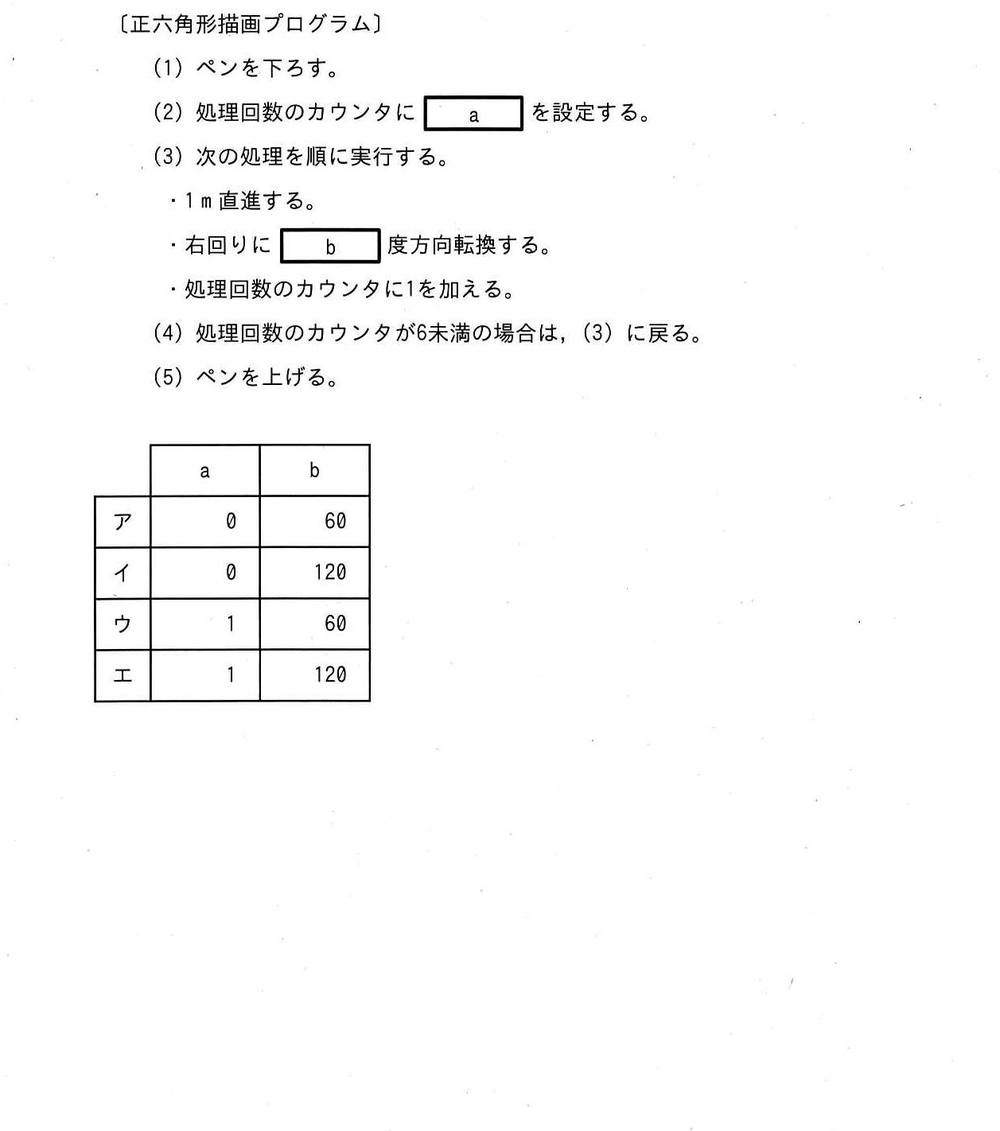 〔正六角形描画プログラム〕
(1) ペンを下ろす。
(2) 処理回数のカウンタに a を設定する。
(3) 次の処理を順に実行する。
・1m直進する。
・右回りに b 度方向転換する。
・処理回数のカウンタに1を加える。
(4) 処理回数のカウンタが6未満の場合は，(3) に戻る。
(5) ペンを上げる。
a b
ア 0 60
イ 0 120
ウ 1 60
エ 1 120